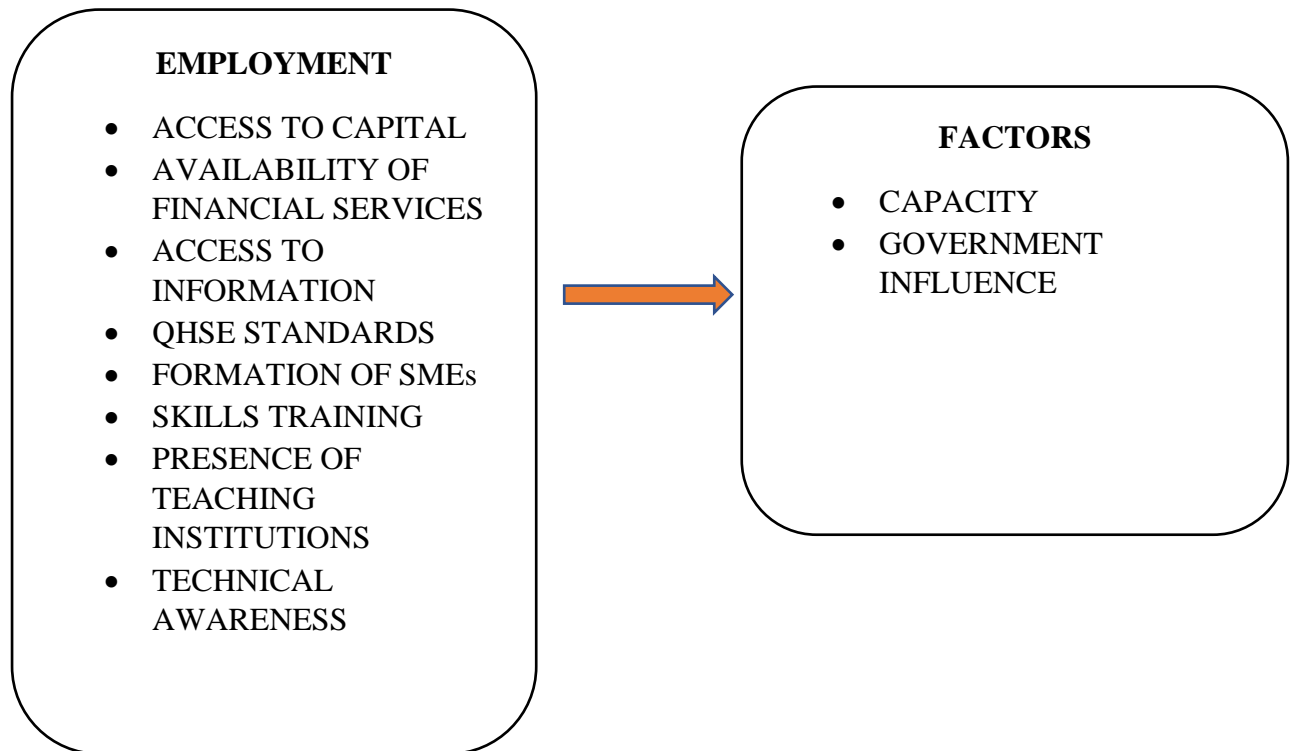 EMPLOYMENT
• ACCESS TO CAPITAL
• AVAILABILITY OF
FINANCIAL SERVICES
• ACCESS TO
INFORMATION
• QHSE STANDARDS
• FORMATION OF SMEs
• SKILLS TRAINING
• PRESENCE OF
TEACHING
INSTITUTIONS
• TECHNICAL
AWARENESS
FACTORS
• CAPACITY
• GOVERNMENT
INFLUENCE